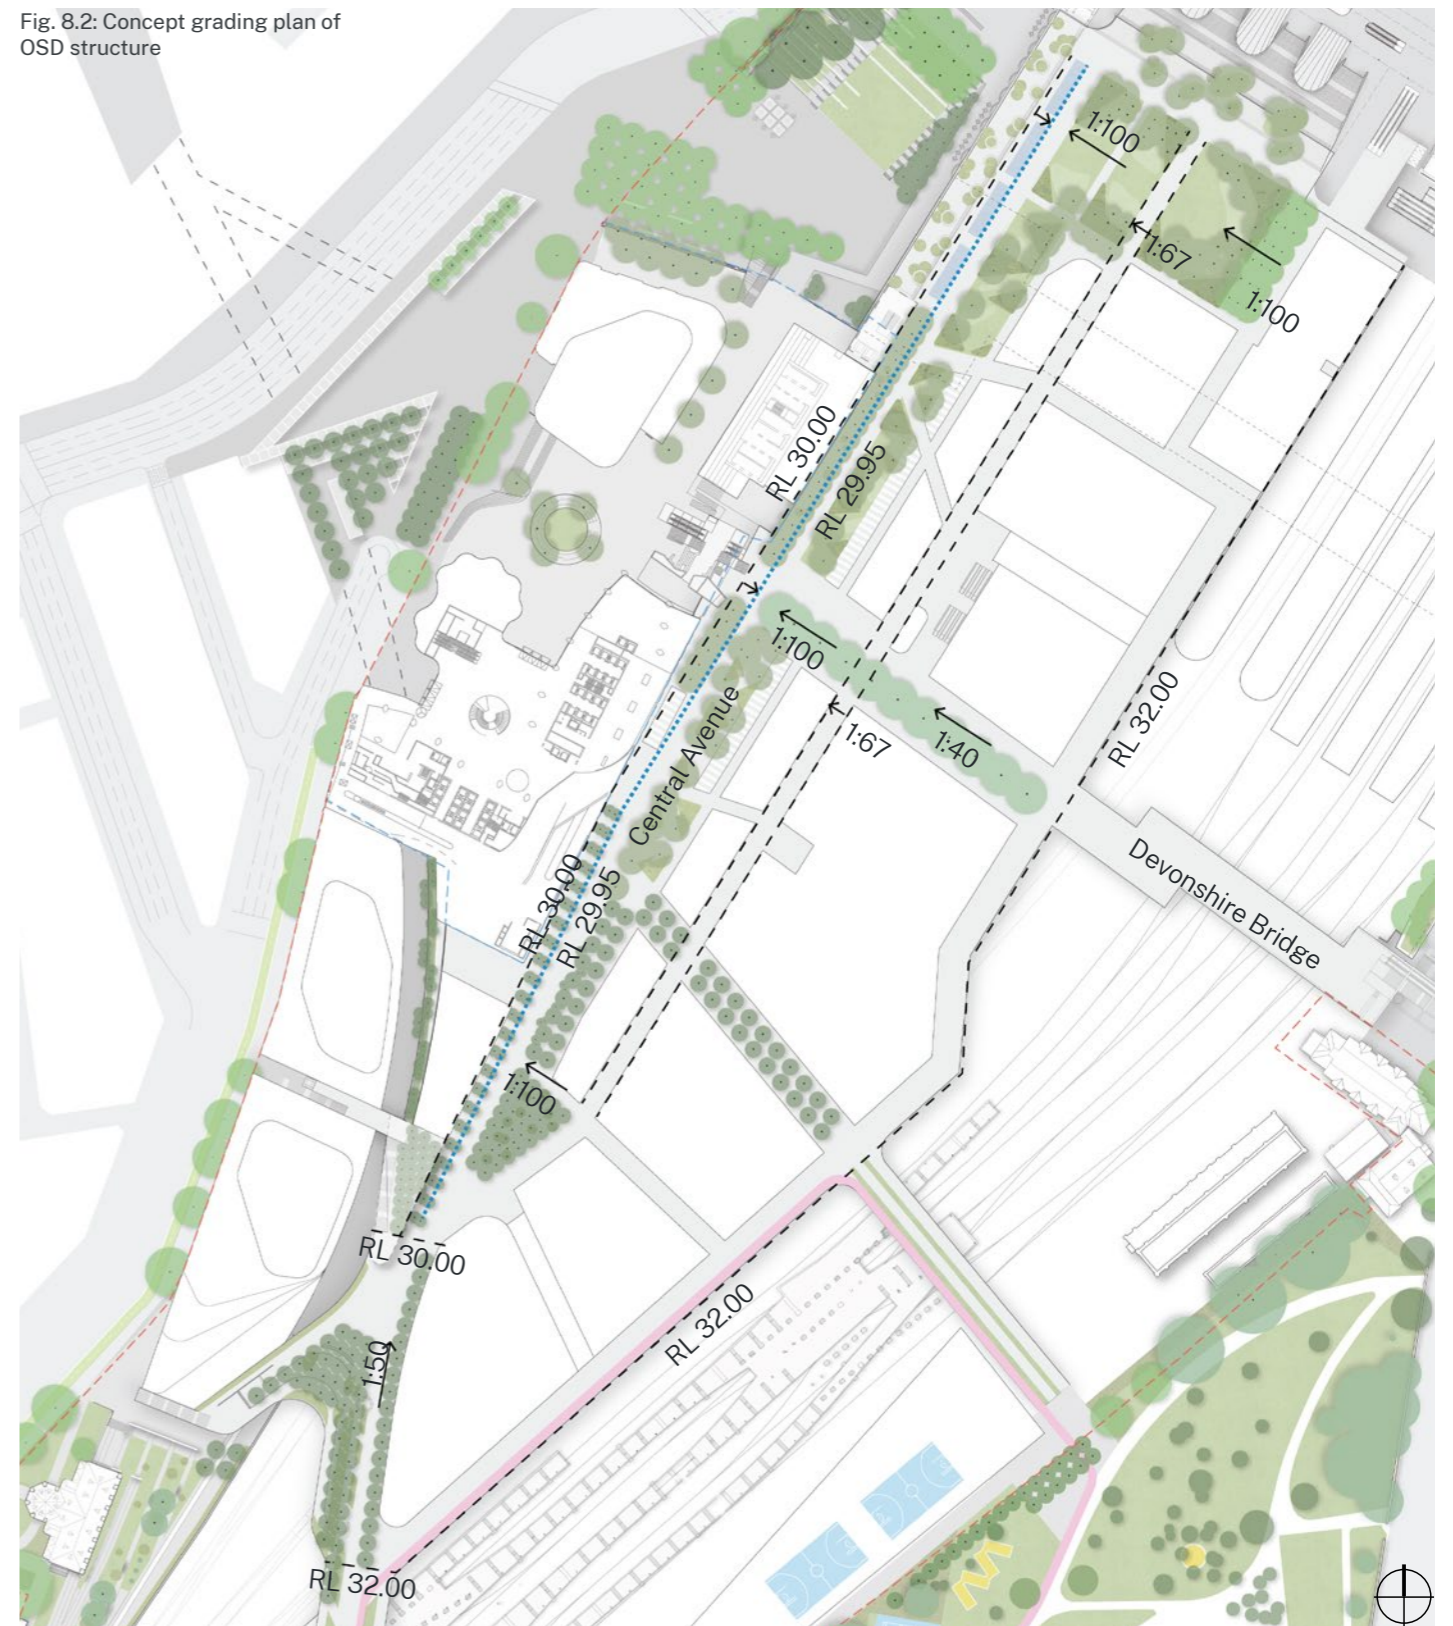 Fig. 8.2: Concept grading plan of
OSD structure
1:100
1:67
1:100
RL 30.00
RL 29.95
1:100
RL 32.00
1:67
1:40
Central Avenue
Devonshire Bridge
RL 30.00
RL 29.95
1:100
RL 30.00
RL 32.00
1:50
RL 32.00